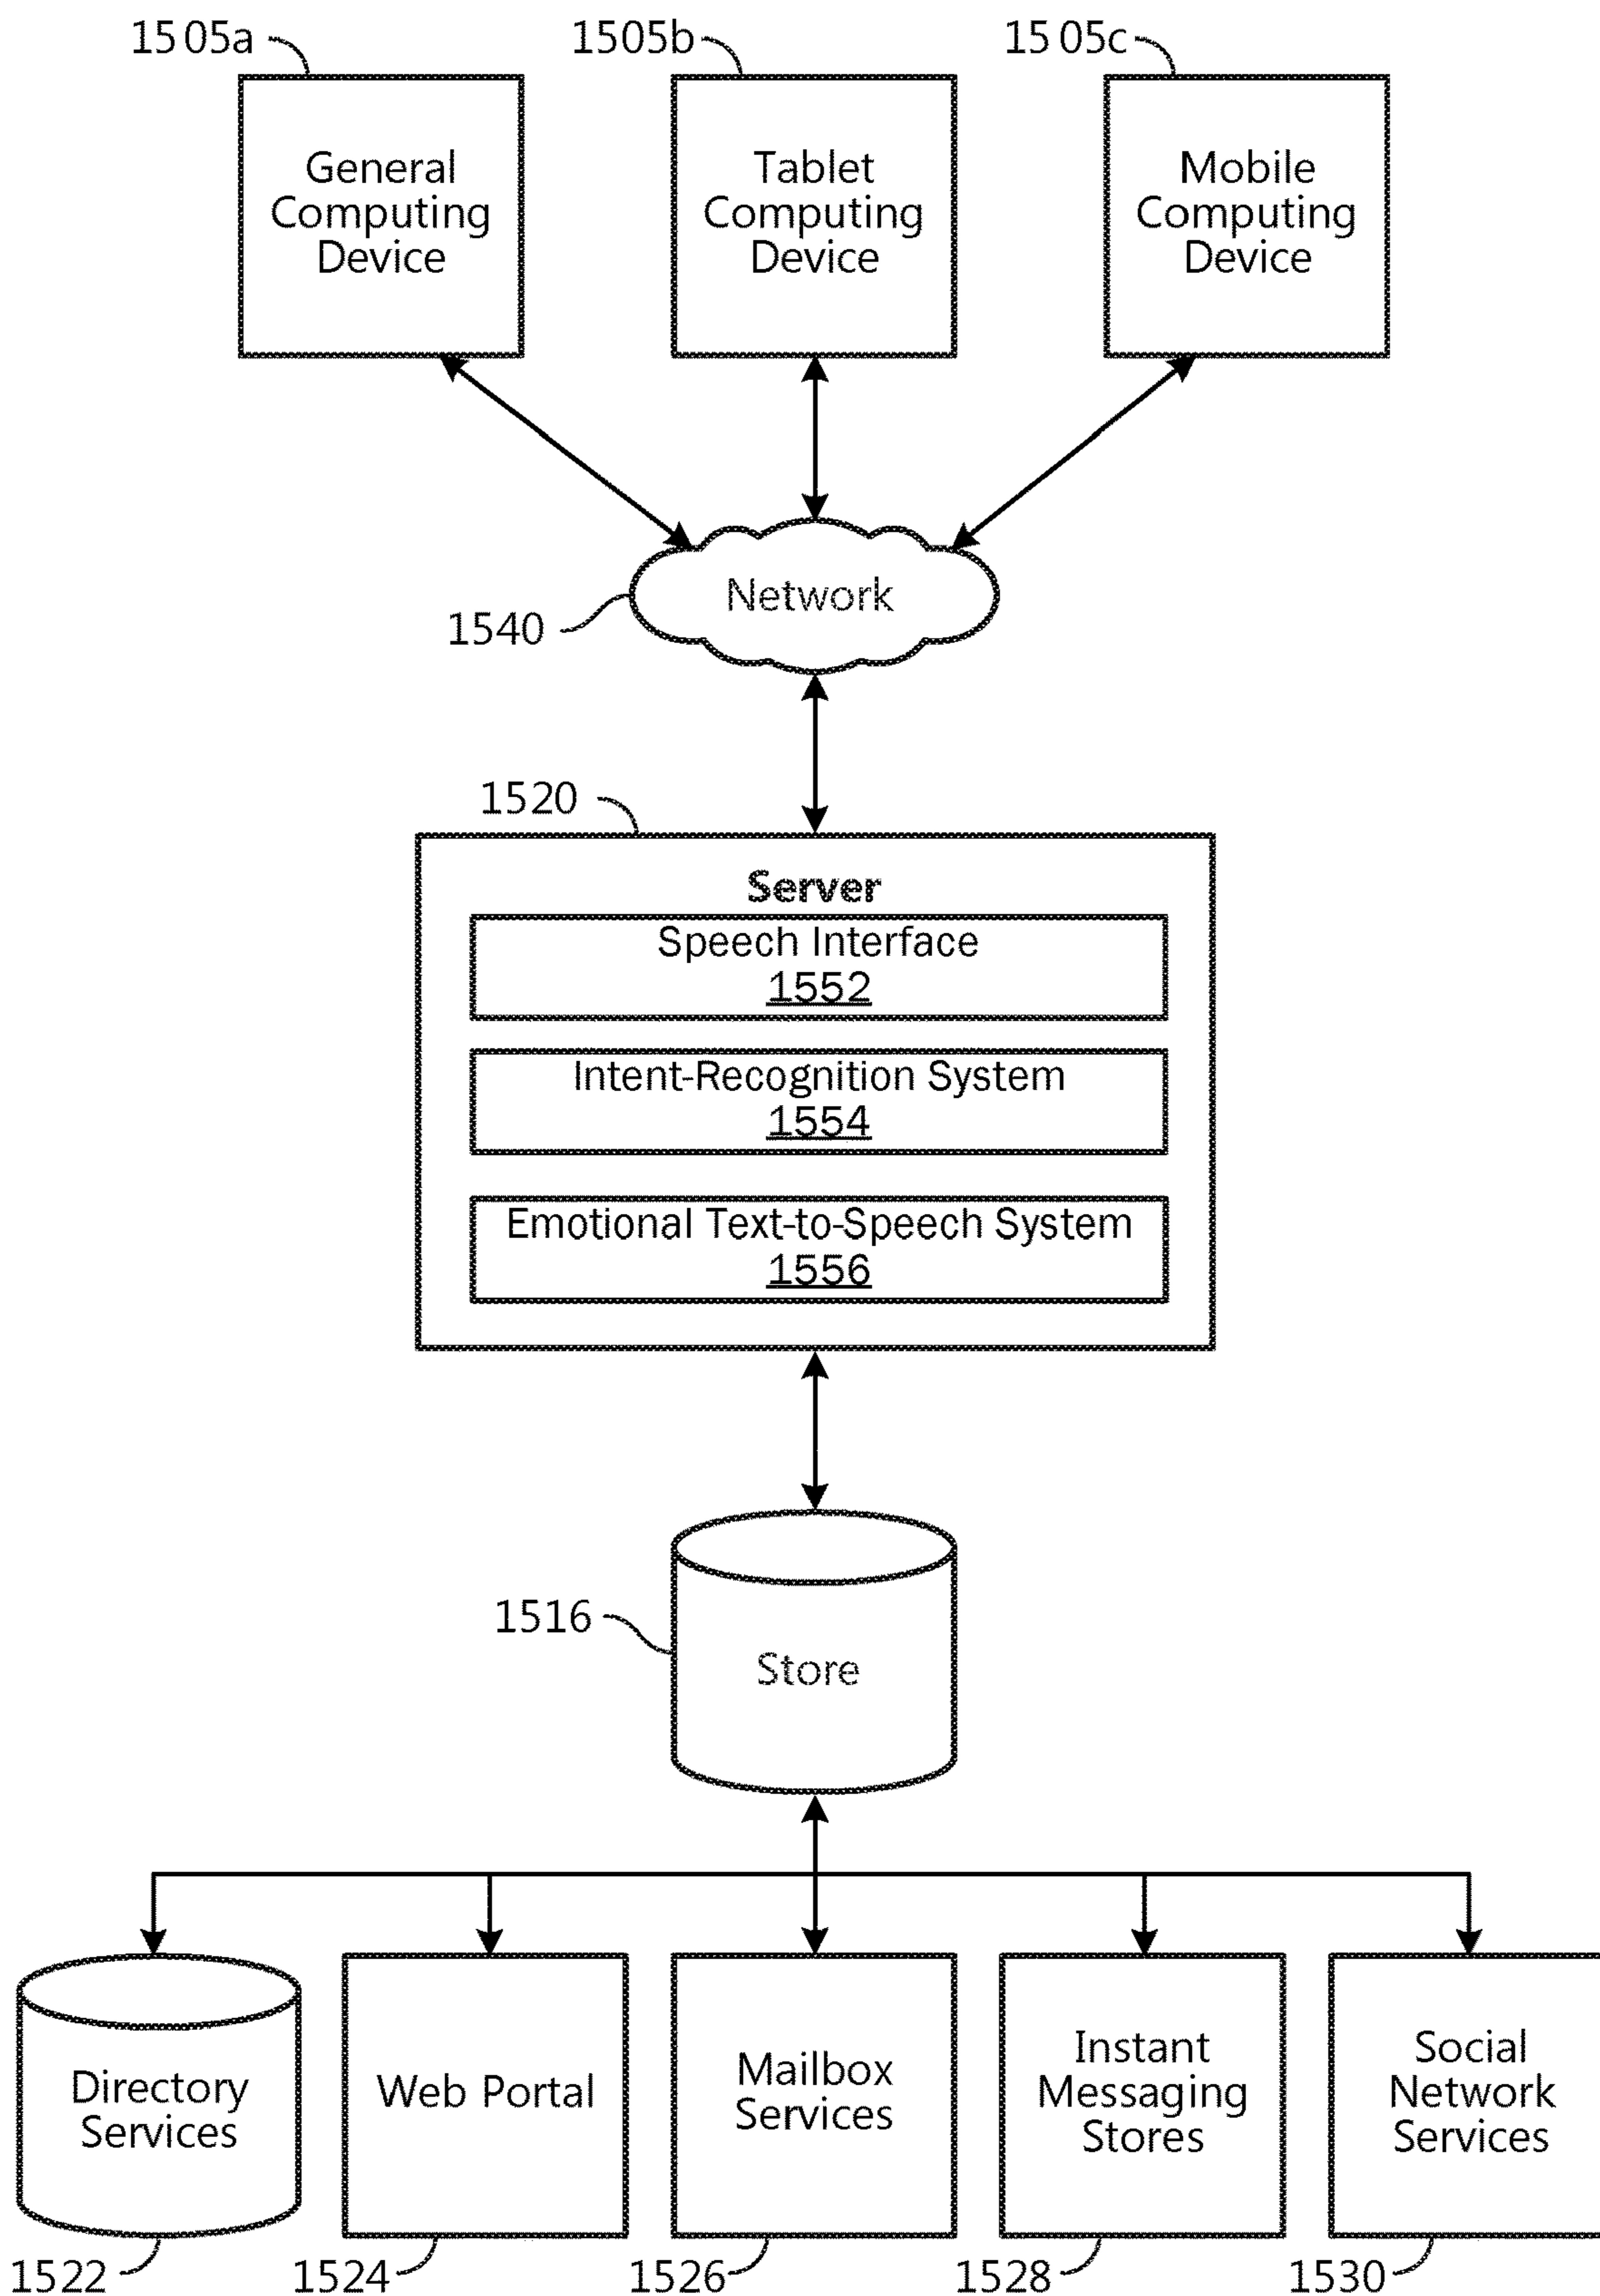 1505a
1505b
1505c
General
Computing
Device
Tablet
Computing
Device
Mobile
Computing
Device
Network
1540
1520
Server
Speech Interface
1552
Intent-Recognition System
1554
Emotional Text-to-Speech System
1556
1516
Store
Directory
Services
Web Portal
Mailbox
Services
Instant
Messaging
Stores
Social
Network
Services
1522
1524
1526
1528
1530